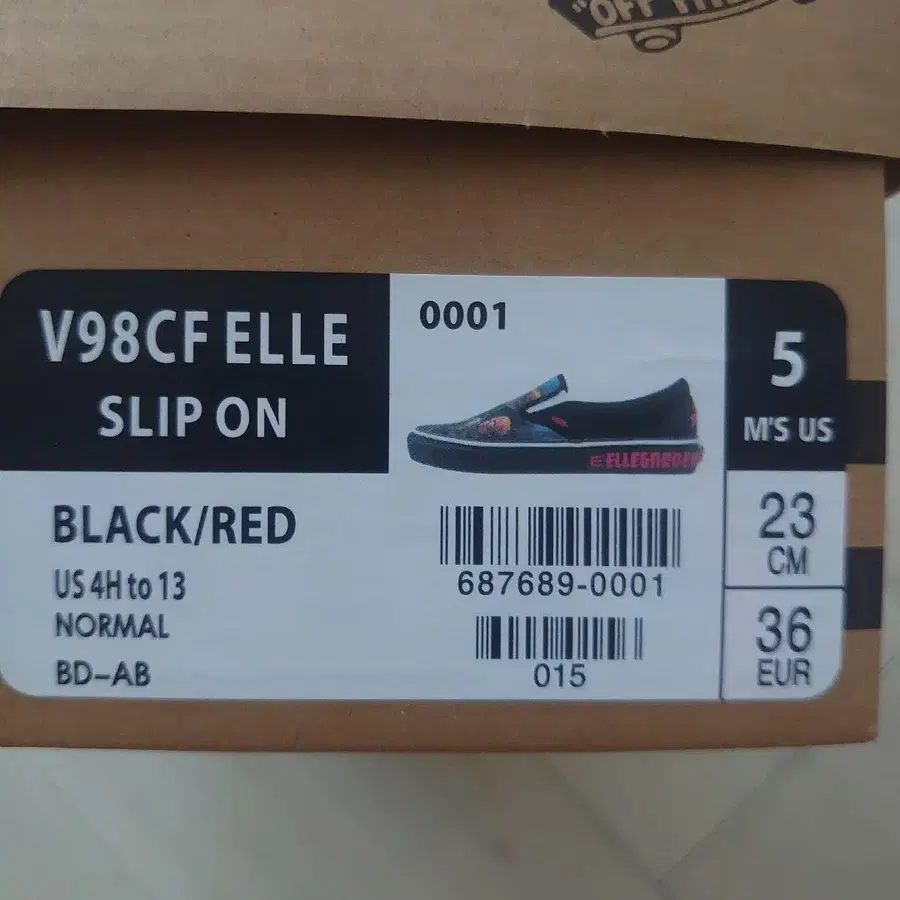 "OFF THE
V98CF ELLE
SLIP ON
0001
5
M'S US
ELLEGARDEN
BLACK/RED
US 4H to 13
NORMAL
BD-AB
687689-0001
015
23
CM
36
EUR